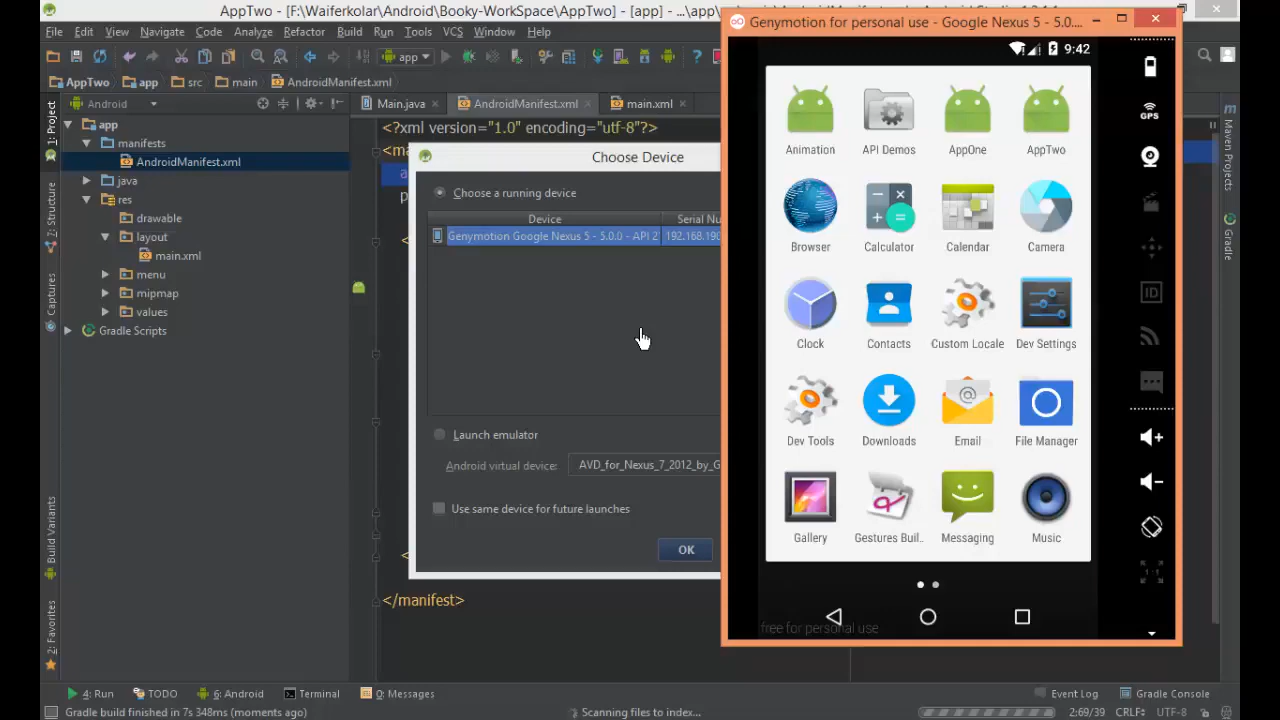 AppTwo - [F:\Waiferkolar\Android\Booky-WorkSpace\AppTwo] - [app] - ...\app\
File Edit View Navigate Code Analyze Refactor Build Run Tools VCS Window Help
app
AppTwo app src main AndroidManifest.xml
Android
Main.java AndroidManifest.xml main.xml
app
manifests
AndroidManifest.xml
java
res
drawable
layout
main.xml
menu
mipmap
values
Gradle Scripts
1: Project
7: Structure
Captures
Build Variants
2: Favorites
<?xml version="1.0" encoding="utf-8"?>
</manifest>
Choose Device
Choose a running device
Device Serial Nu
Genymotion Google Nexus 5 - 5.0.0 - API 2 192.168.190
Launch emulator
Android virtual device: AVD_for_Nexus_7_2012_by_G
Use same device for future launches
OK
Genymotion for personal use - Google Nexus 5 - 5.0....
9:42
Animation API Demos AppOne AppTwo
Browser Calculator Calendar Camera
Clock Contacts Custom Locale Dev Settings
Dev Tools Downloads Email File Manager
Gallery Gestures Buil.. Messaging Music
free for personal use
GPS
ID
1:1
Maven Projects
Gradle
4: Run TODO 6: Android Terminal 0: Messages Event Log Gradle Console
Gradle build finished in 7s 348ms (moments ago) Scanning files to index... 2:69/39 CRLF: UTF-8